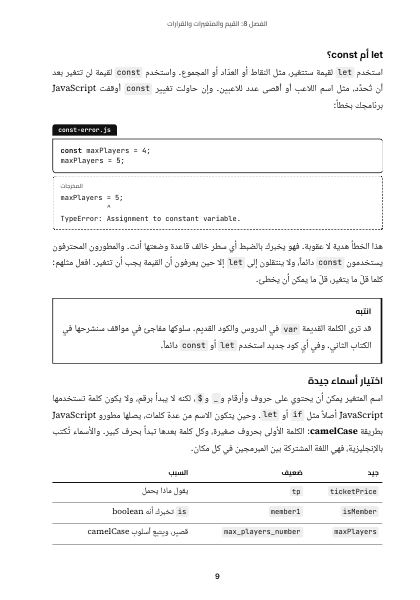 الفصل 8: القيم والمتغيرات والقرارات
let أم const؟
استخدم let لقيمة ستتغير، مثل النقاط أو العدّاد أو المجموع. واستخدم const لقيمة لن تتغير بعد
أن تُحدَّد، مثل اسم اللاعب أو أقصى عدد للاعبين. وإن حاولت تغيير const أوقفت JavaScript
برنامجك بخطأ:
const-error.js
const maxPlayers = 4;
maxPlayers = 5;
المخرجات
maxPlayers = 5;
^
TypeError: Assignment to constant variable.
هذا الخطأ هدية لا عقوبة. فهو يخبرك بالضبط أي سطر خالف قاعدة وضعتها أنت. والمطورون المحترفون
يستخدمون const دائماً، ولا ينتقلون إلى let إلا حين يعرفون أن القيمة يجب أن تتغير. افعل مثلهم:
كلما قلّ ما يتغير، قلّ ما يمكن أن يخطئ.
انتبه
قد ترى الكلمة القديمة var في الدروس والكود القديم. سلوكها مفاجئ في مواقف سنشرحها في
الكتاب الثاني. وفي أي كود جديد استخدم let أو const دائماً.
اختيار أسماء جيدة
اسم المتغير يمكن أن يحتوي على حروف وأرقام و _ و $ ، لكنه لا يبدأ برقم، ولا يكون كلمة تستخدمها
JavaScript أصلاً مثل if أو let. وحين يتكون الاسم من عدة كلمات، يصلها مطورو JavaScript
بطريقة camelCase: الكلمة الأولى بحروف صغيرة، وكل كلمة بعدها تبدأ بحرف كبير. والأسماء تُكتب
بالإنجليزية، فهي اللغة المشتركة بين المبرمجين في كل مكان.
جيد ضعيف السبب
ticketPrice tp يقول ماذا يحمل
isMember member1 is تخبرك أنه boolean
maxPlayers max_players_number قصير، ويتبع أسلوب camelCase
9